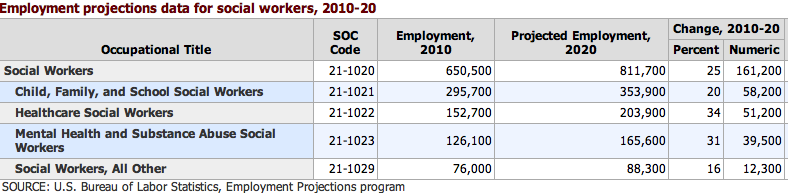 Employment projections data for social workers, 2010-20
Occupational Title SOC Code Employment, 2010 Projected Employment, 2020 Change, 2010-20
Percent Numeric
Social Workers 21-1020 650,500 811,700 25 161,200
Child, Family, and School Social Workers 21-1021 295,700 353,900 20 58,200
Healthcare Social Workers 21-1022 152,700 203,900 34 51,200
Mental Health and Substance Abuse Social
Workers 21-1023 126,100 165,600 31 39,500
Social Workers, All Other 21-1029 76,000 88,300 16 12,300
SOURCE: U.S. Bureau of Labor Statistics, Employment Projections program